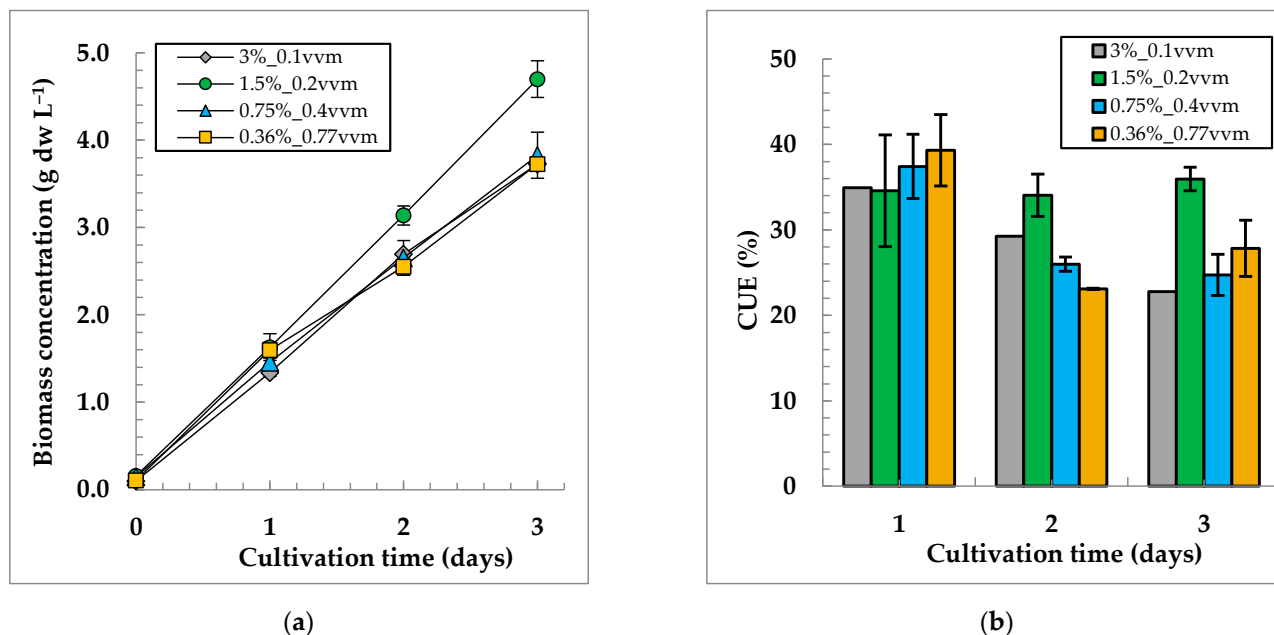 5.0
4.0
3.0
2.0
1.0
0.0
Biomass concentration (g dw L⁻¹)
3%_0.1vvm
1.5%_0.2vvm
0.75%_0.4vvm
0.36%_0.77vvm
0 1 2 3
Cultivation time (days)
(a)
50
40
30
20
10
0
CUE (%)
3%_0.1vvm
1.5%_0.2vvm
0.75%_0.4vvm
0.36%_0.77vvm
1 2 3
Cultivation time (days)
(b)